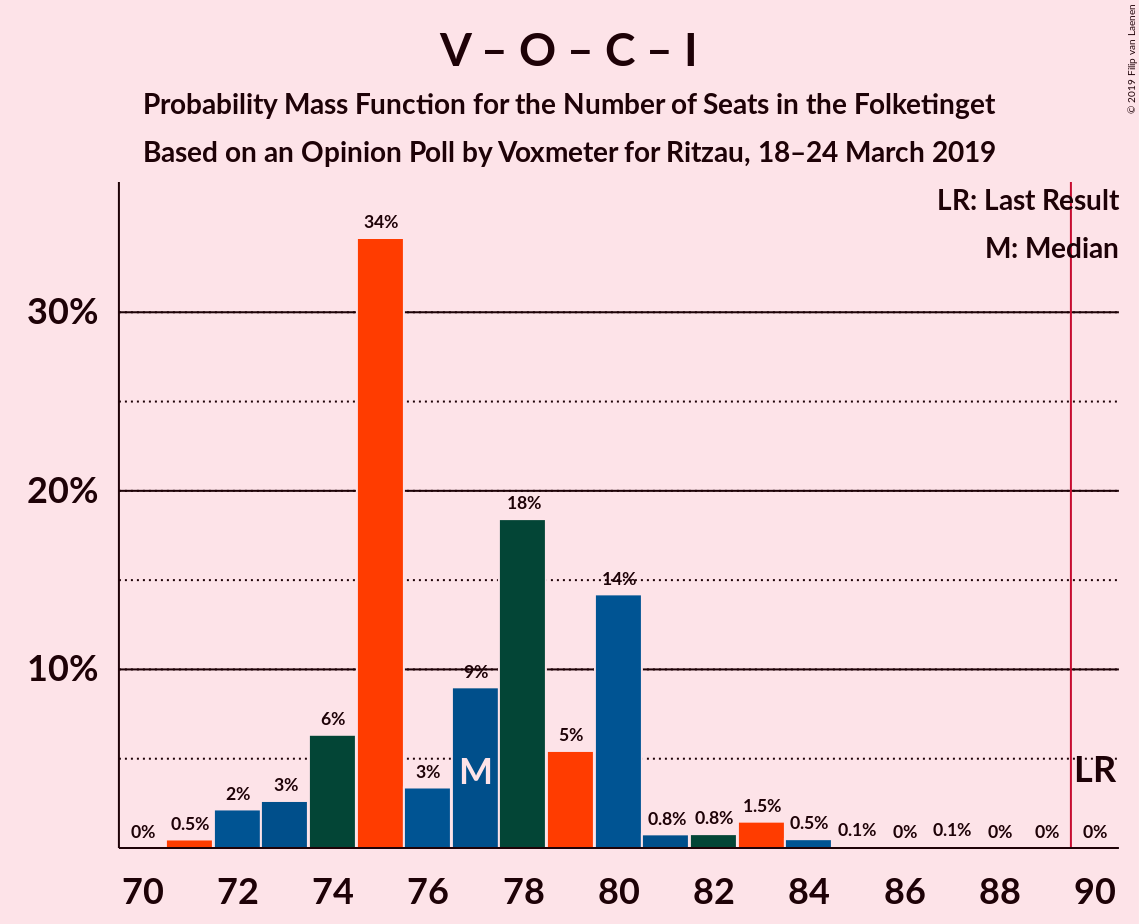 V – O – C – I
Probability Mass Function for the Number of Seats in the Folketinget
Based on an Opinion Poll by Voxmeter for Ritzau, 18–24 March 2019
© 2019 Filip van Laenen
LR: Last Result
M: Median
30%
20%
10%
0% 0.5% 2% 3% 6% 34% 3% 9% 18% 5% 14% 0.8% 0.8% 1.5% 0.5% 0.1% 0% 0.1% 0% 0% 0%
M
LR
70 72 74 76 78 80 82 84 86 88 90